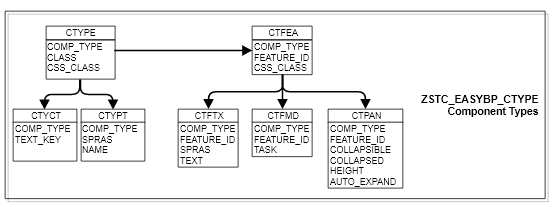 CTYPE
COMP_TYPE
CLASS
CSS_CLASS
CTFEA
COMP_TYPE
FEATURE_ID
CSS_CLASS
ZSTC_EASYBP_CTYPE
Component Types
CTYCT
COMP_TYPE
TEXT_KEY
CTYPT
COMP_TYPE
SPRAS
NAME
CTFTX
COMP_TYPE
FEATURE_ID
SPRAS
TEXT
CTFMD
COMP_TYPE
FEATURE_ID
TASK
CTPAN
COMP_TYPE
FEATURE_ID
COLLAPSIBLE
COLLAPSED
HEIGHT
AUTO_EXPAND